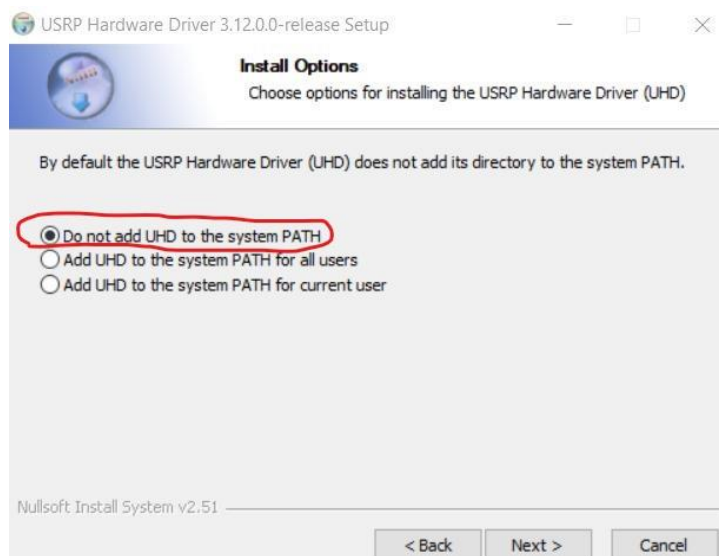 USRP Hardware Driver 3.12.0.0-release Setup
Install Options
Choose options for installing the USRP Hardware Driver (UHD)
By default the USRP Hardware Driver (UHD) does not add its directory to the system PATH.
Do not add UHD to the system PATH
Add UHD to the system PATH for all users
Add UHD to the system PATH for current user
Nullsoft Install System v2.51
< Back Next > Cancel